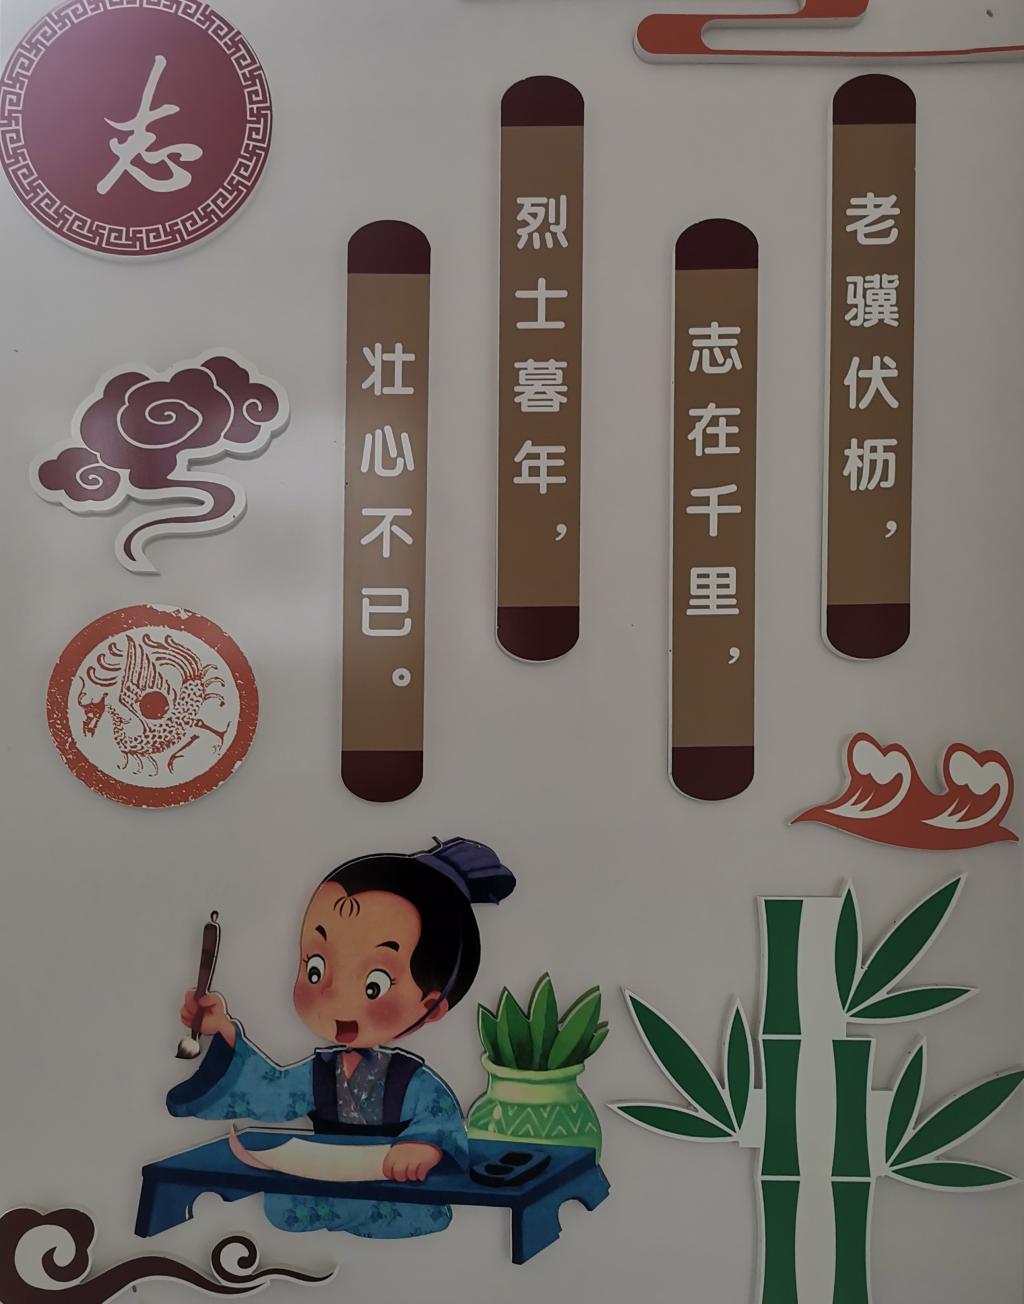 志
老骥伏枥，
志在千里，
烈士暮年，
壮心不已。